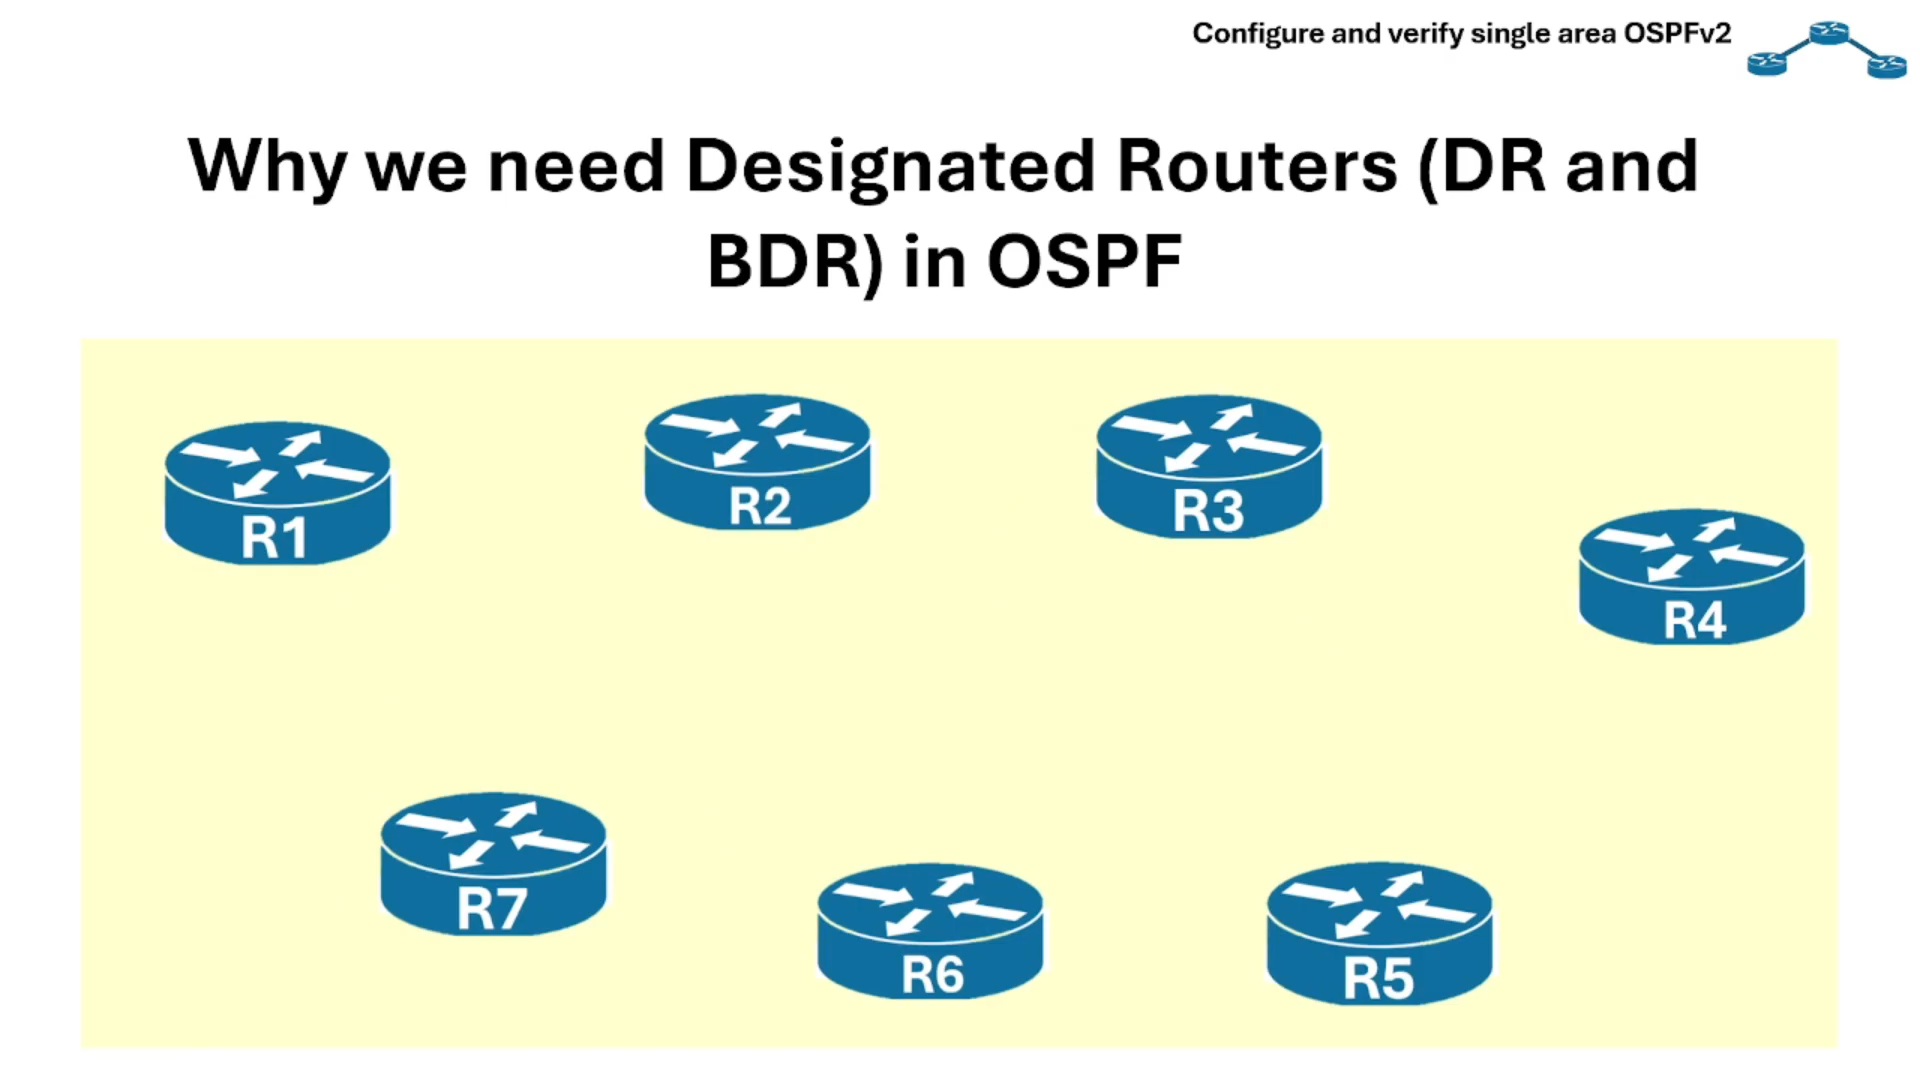 Configure and verify single area OSPFv2
Why we need Designated Routers (DR and
BDR) in OSPF
R1
R2
R3
R4
R7
R6
R5